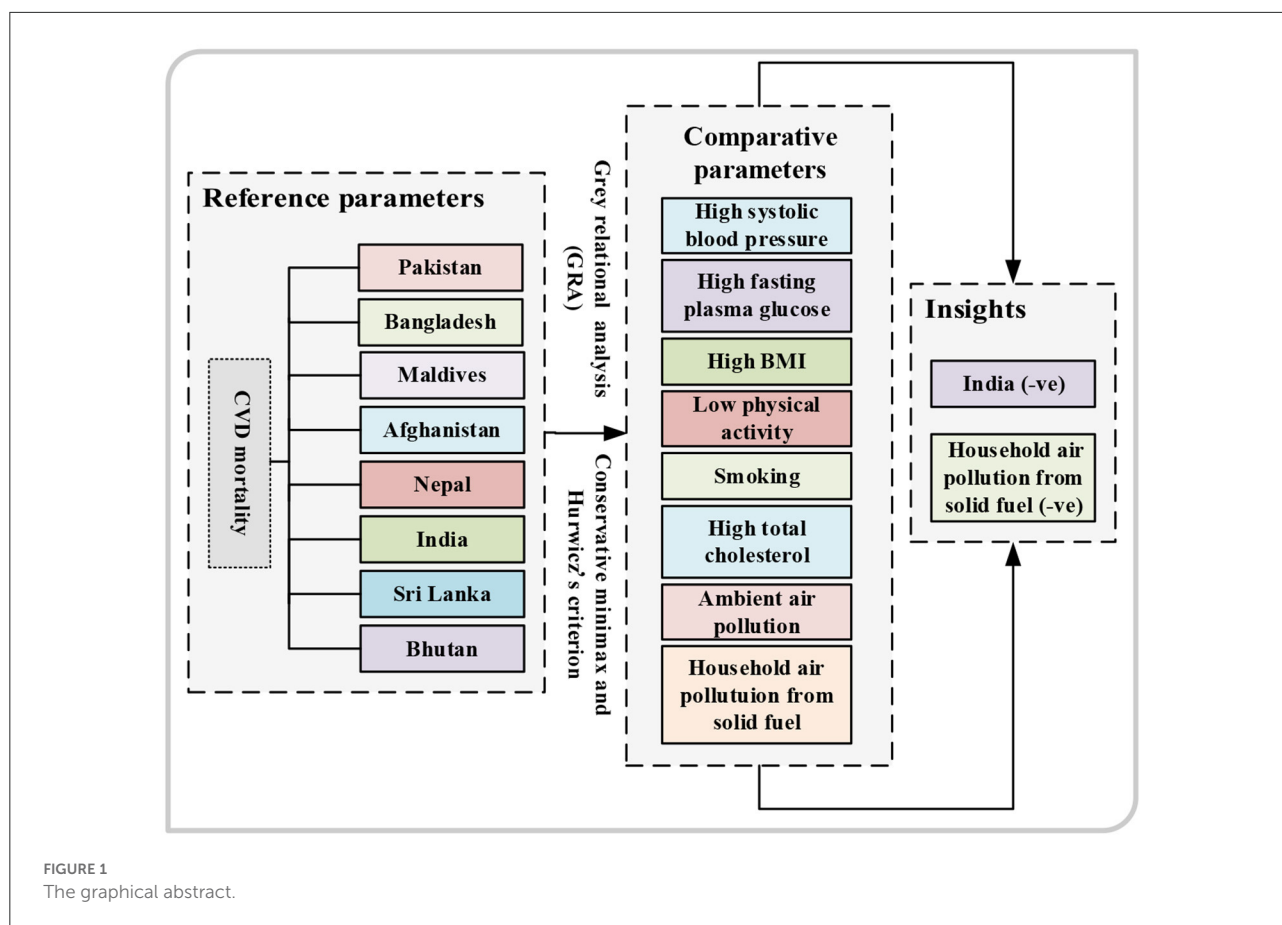 Reference parameters
CVD mortality
Pakistan
Bangladesh
Maldives
Afghanistan
Nepal
India
Sri Lanka
Bhutan
Grey relational analysis
(GRA)
Conservative minimax and
Hurwicz's criterion
Comparative
parameters
High systolic
blood pressure
High fasting
plasma glucose
High BMI
Low physical
activity
Smoking
High total
cholesterol
Ambient air
pollution
Household air
pollutuion from
solid fuel
Insights
India (-ve)
Household air
pollution from
solid fuel (-ve)
FIGURE 1
The graphical abstract.